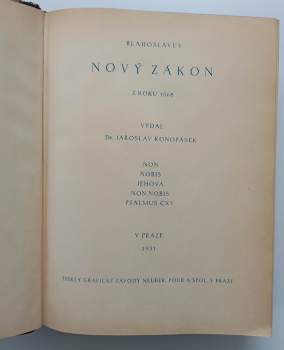 BLAHOSLAVŮV
NOVÝ ZÁKON
Z ROKU 1568
VYDAL
Dr. JAROSLAV KONOPÁSEK
NON
NOBIS
JEHOVA
NON NOBIS
PSALMUS CXV
V PRAZE
1931
TISKLY GRAFICKÉ ZÁVODY NEUBERT, POUR A SPOL. V PRAZE